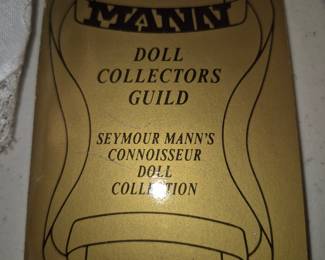 MANN
DOLL
COLLECTORS
GUILD
SEYMOUR MANN'S
CONNOISSEUR
DOLL
COLLECTION